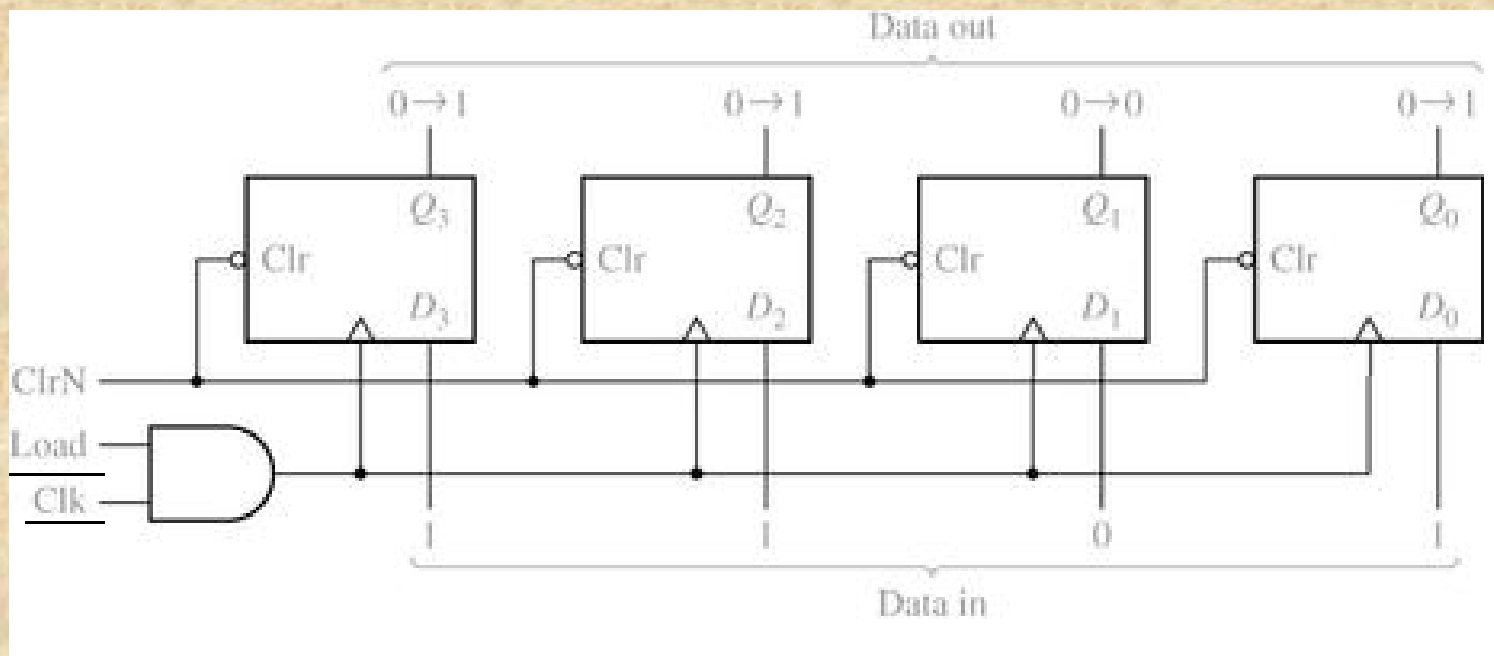 Data out
0→1 0→1 0→0 0→1
Q₃ Q₂ Q₁ Q₀
Clr Clr Clr Clr
D₃ D₂ D₁ D₀
ClrN
Load
Clk
1 1 0 1
Data in